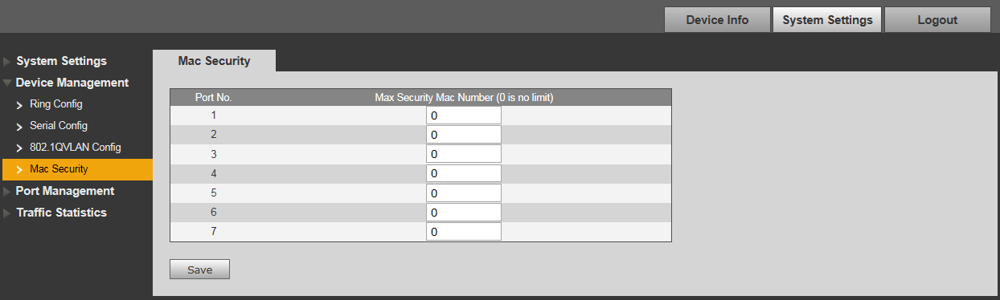 Device Info System Settings Logout
System Settings
Device Management
Ring Config
Serial Config
802.1QVLAN Config
Mac Security
Port Management
Traffic Statistics
Mac Security
Port No. Max Security Mac Number (0 is no limit)
1 0
2 0
3 0
4 0
5 0
6 0
7 0
Save